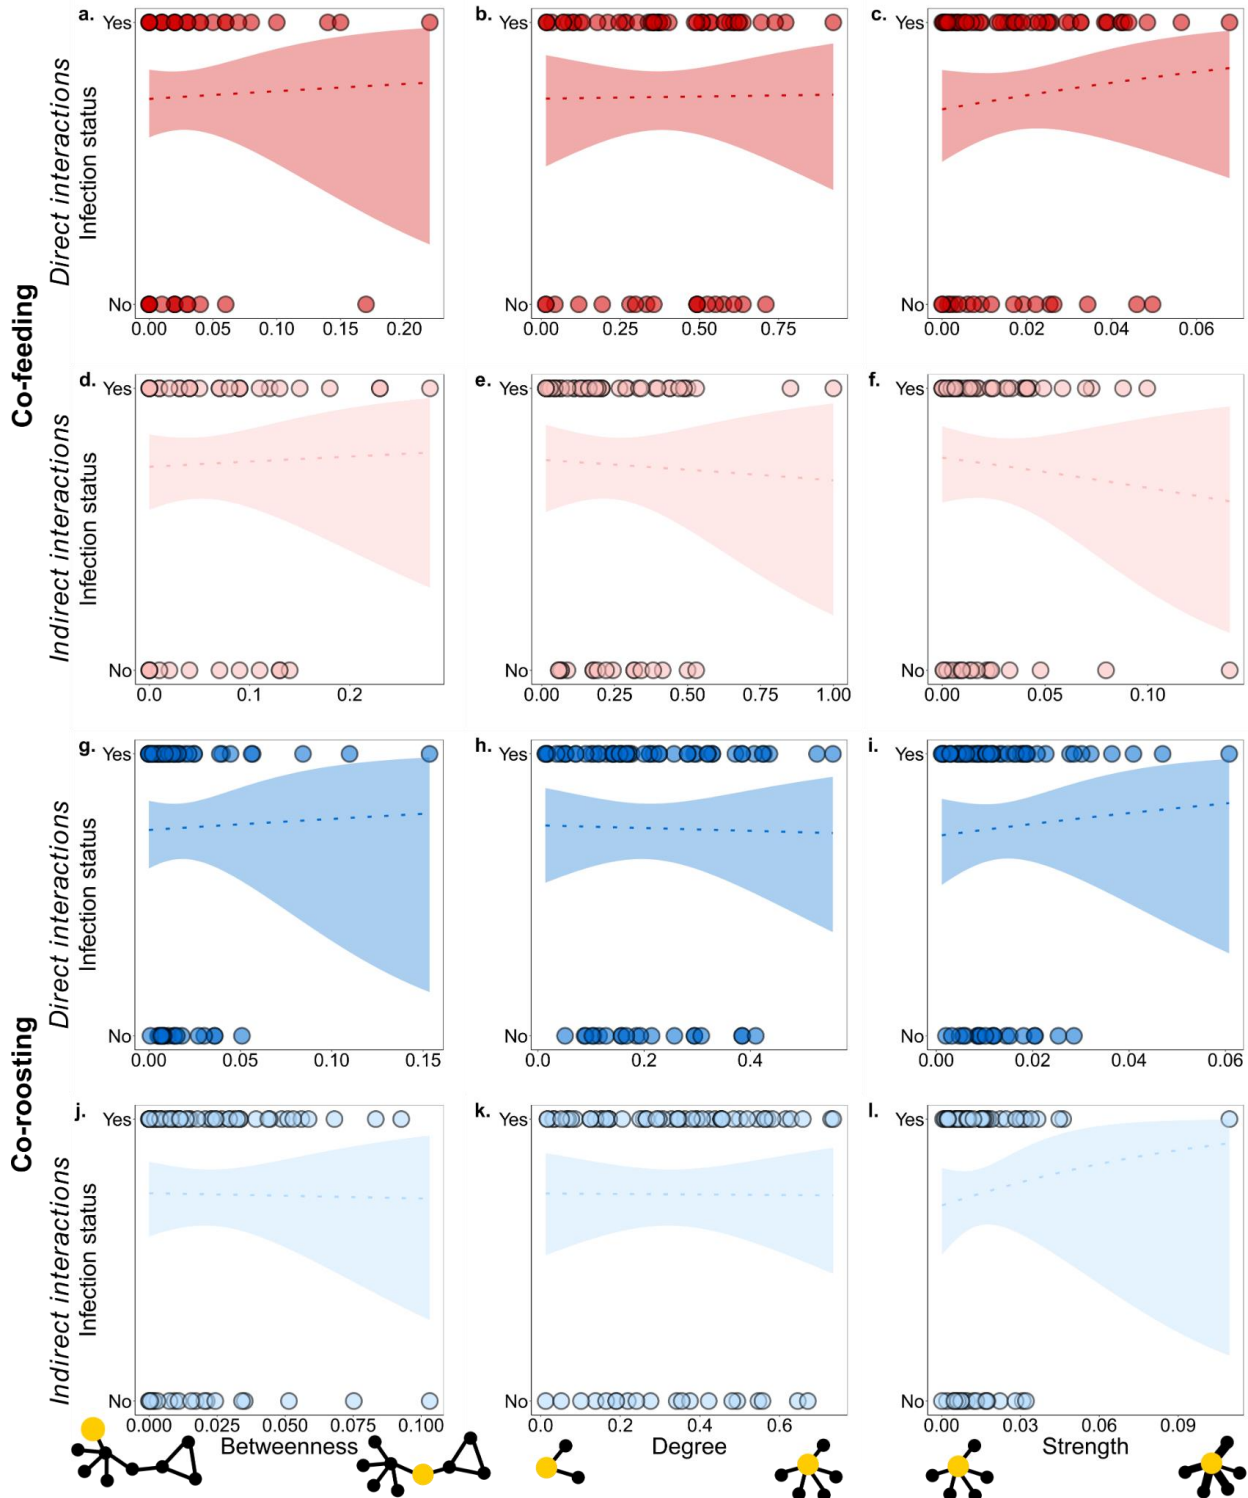 Co-feeding
Direct interactions
Infection status
a.
Yes
No
0.00 0.05 0.10 0.15 0.20
b.
Yes
No
0.00 0.25 0.50 0.75
c.
Yes
No
0.00 0.02 0.04 0.06
Indirect interactions
Infection status
d.
Yes
No
0.0 0.1 0.2
e.
Yes
No
0.00 0.25 0.50 0.75 1.00
f.
Yes
No
0.00 0.05 0.10
Co-roosting
Direct interactions
Infection status
g.
Yes
No
0.00 0.05 0.10 0.15
h.
Yes
No
0.0 0.2 0.4
i.
Yes
No
0.00 0.02 0.04 0.06
Indirect interactions
Infection status
j.
Yes
No
0.000 0.025 0.050 0.075 0.100
Betweenness
k.
Yes
No
0.0 0.2 0.4 0.6
Degree
l.
Yes
No
0.00 0.03 0.06 0.09
Strength